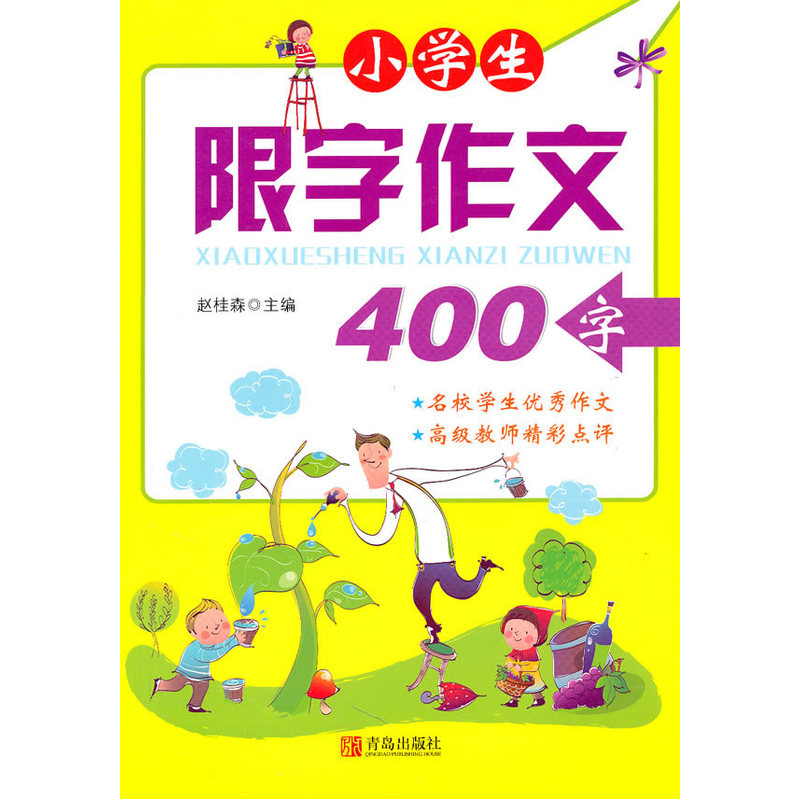 小学生
限字作文
XIAOXUESHENG XIANZI ZUOWEN
赵桂森◎主编
400字
★名校学生优秀作文
★高级教师精彩点评
青岛出版社
QINGDAO PUBLISHING HOUSE